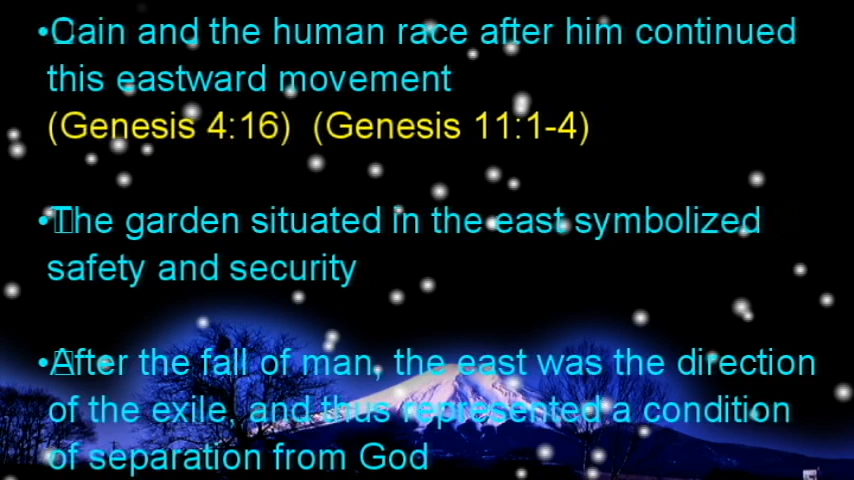 •Cain and the human race after him continued
this eastward movement
(Genesis 4:16)  (Genesis 11:1-4)
•The garden situated in the east symbolized
safety and security
•After the fall of man, the east was the direction
of the exile, and thus represented a condition
of separation from God